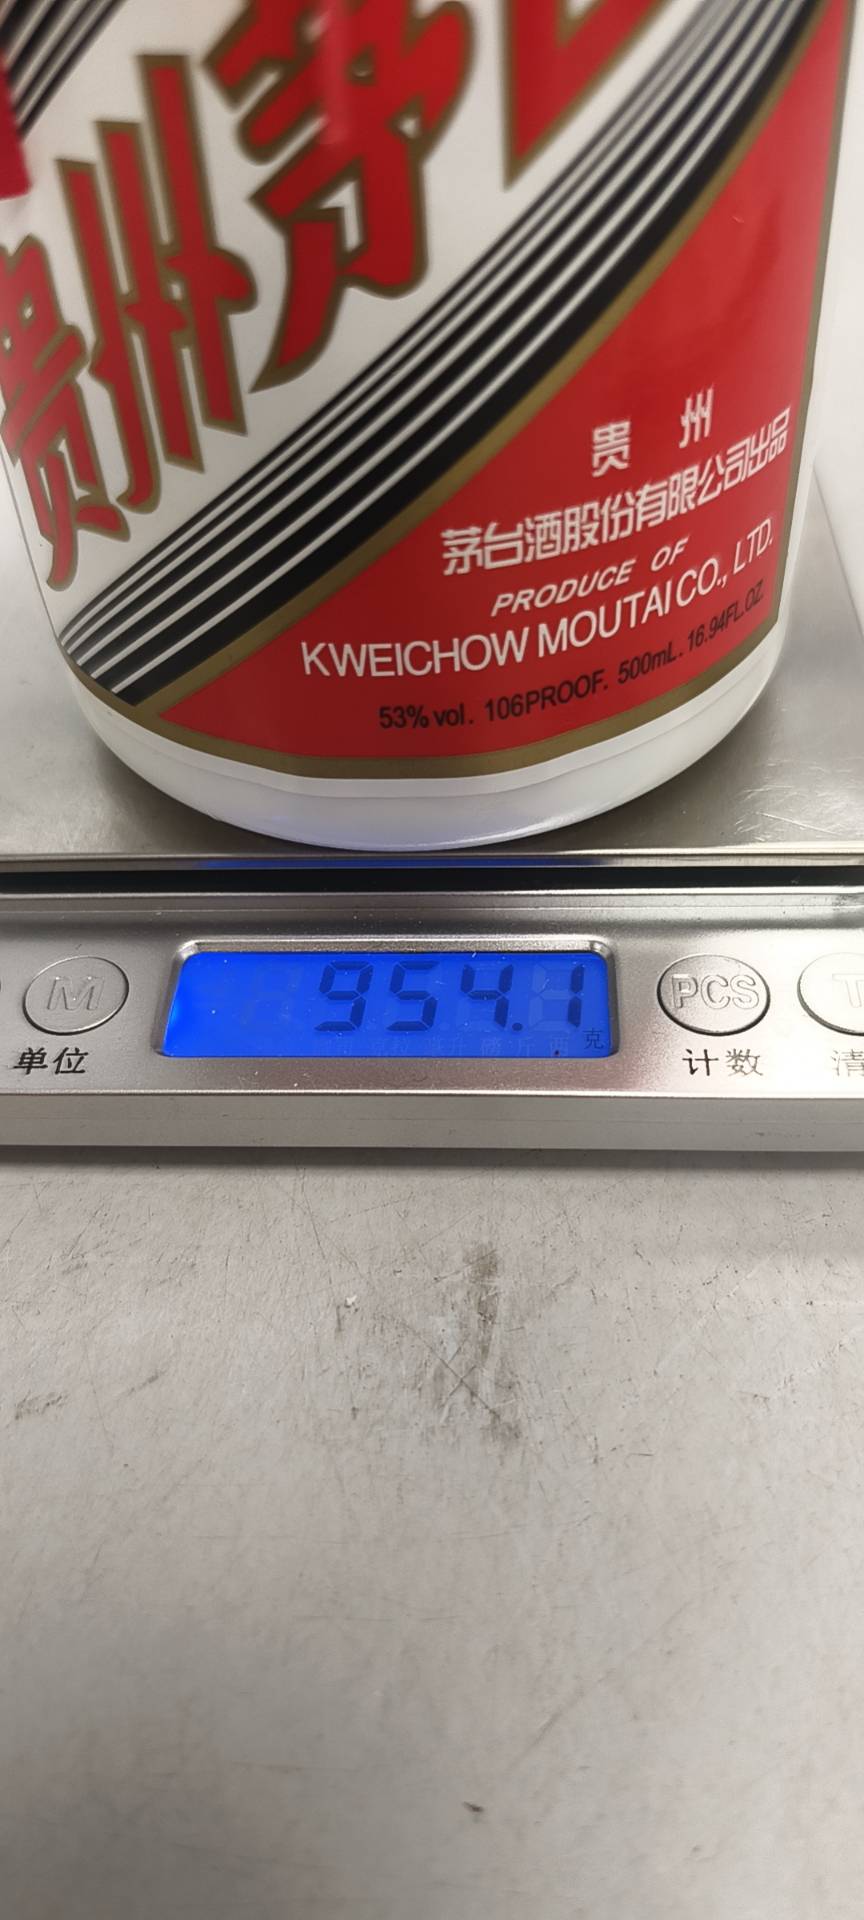 贵州茅
贵州
茅台酒股份有限公司出品
PRODUCE OF
KWEICHOW MOUTAI CO., LTD.
53% vol. 106PROOF. 500mL. 16.94FL.OZ.
954.1
克
M
PCS
T
单位
计数
清